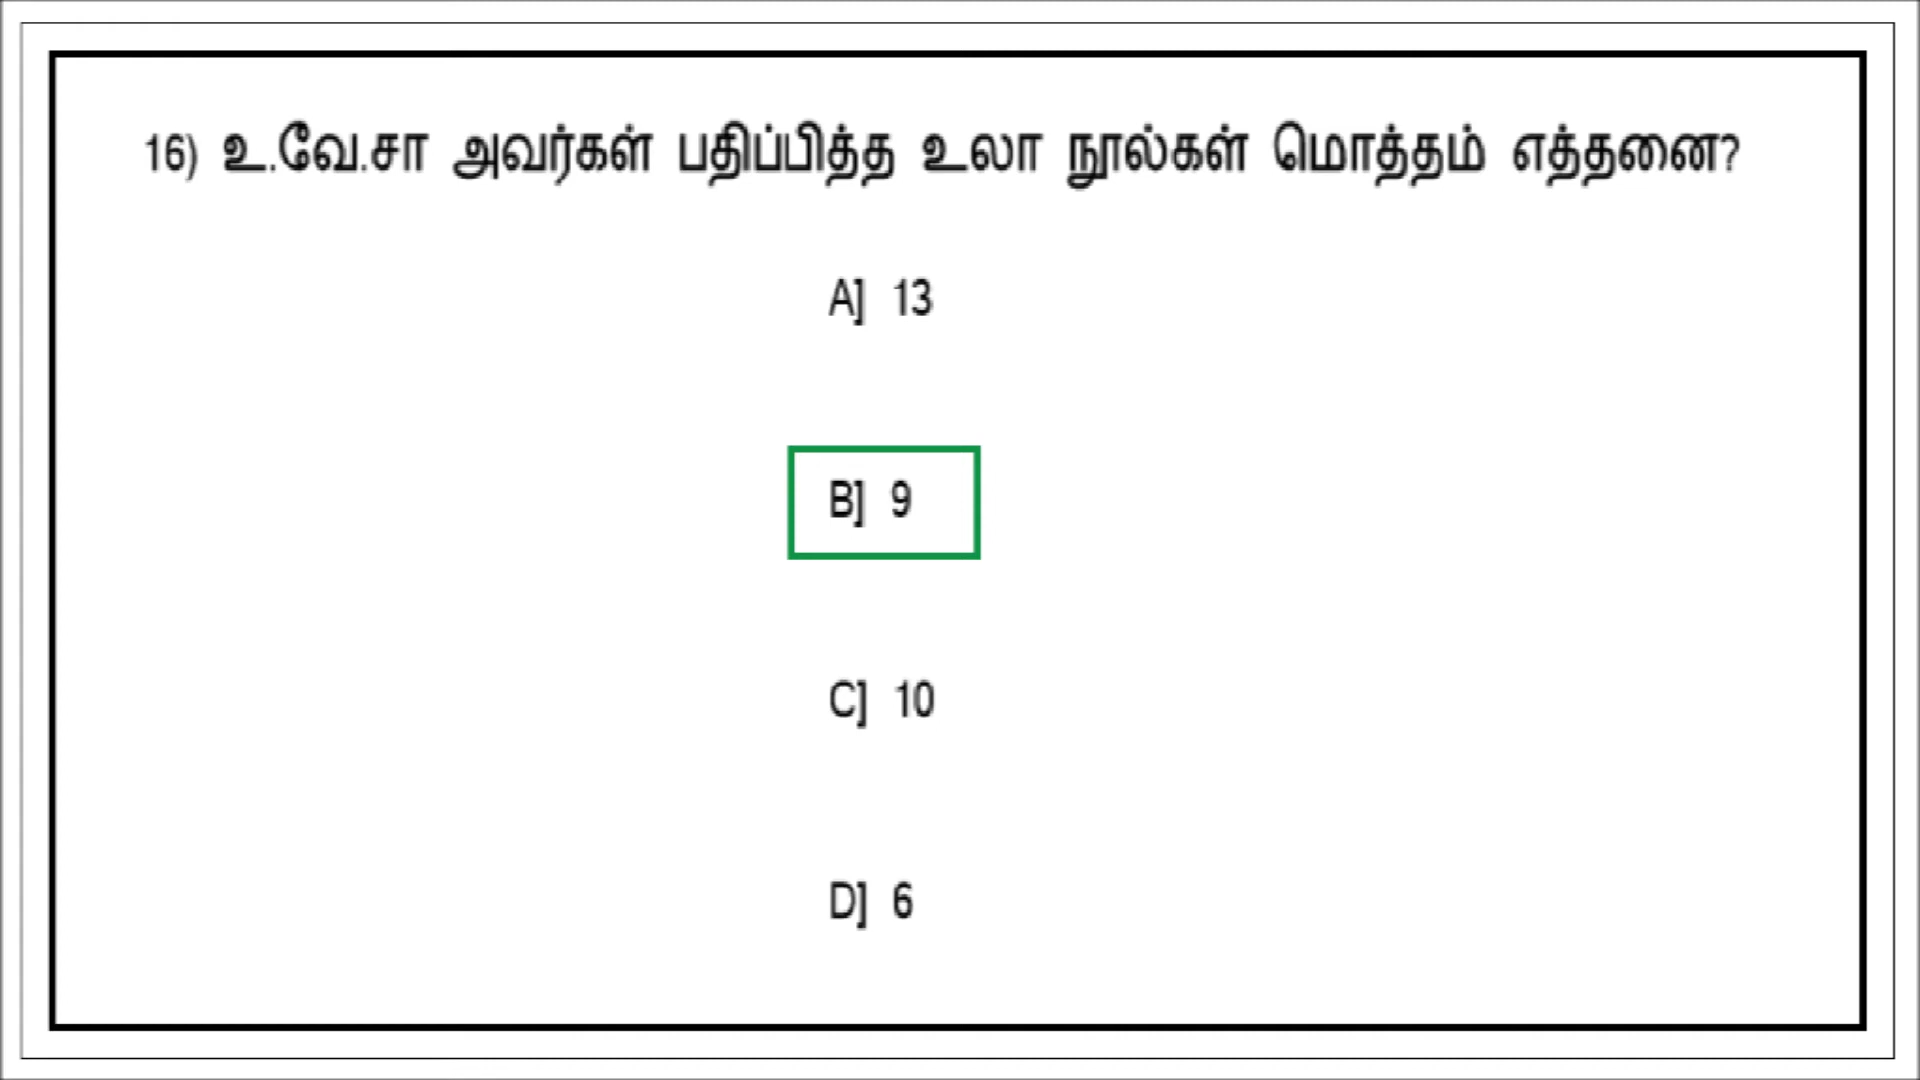 16) உ.வே.சா அவர்கள் பதிப்பித்த உலா நூல்கள் மொத்தம் எத்தனை?
A] 13
B] 9
C] 10
D] 6